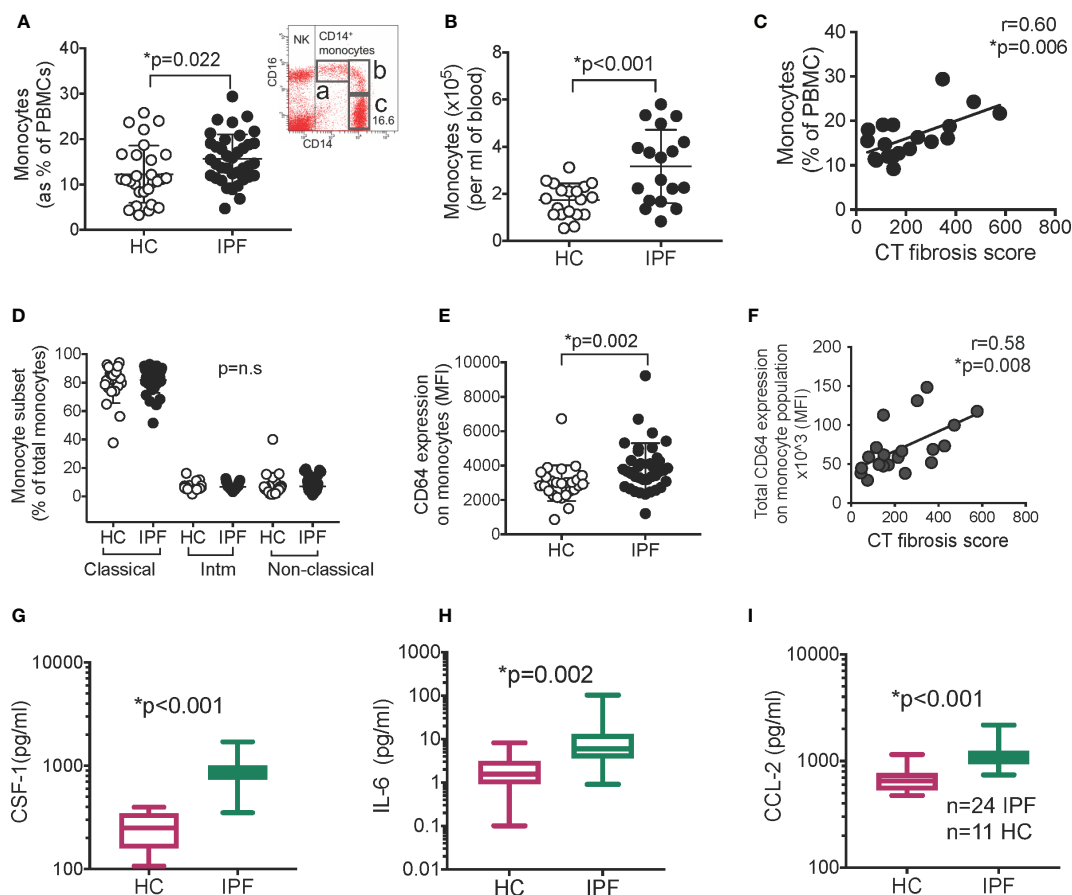 A
*p=0.022
Monocytes
(as % of PBMCs)
40
30
20
10
0
HC
IPF
NK
CD14⁺
monocytes
CD16
a
b
c
16.6
CD14
B
*p<0.001
Monocytes (x10⁵)
(per ml of blood)
8
6
4
2
0
HC
IPF
C
r=0.60
*p=0.006
Monocytes
(% of PBMC)
40
30
20
10
0
0
200
400
600
800
CT fibrosis score
D
p=n.s
Monocyte subset
(% of total monocytes)
100
80
60
40
20
0
HC IPF HC IPF HC IPF
Classical
Intm
Non-classical
E
*p=0.002
CD64 expression
on monocytes (MFI)
10000
8000
6000
4000
2000
0
HC
IPF
F
r=0.58
*p=0.008
Total CD64 expression
on monocyte population
x10^3 (MFI)
200
150
100
50
0
0
200
400
600
800
CT fibrosis score
G
*p<0.001
CSF-1(pg/ml)
10000
1000
100
HC
IPF
H
*p=0.002
IL-6 (pg/ml)
1000
100
10
1
0.1
0.01
HC
IPF
I
*p<0.001
CCL-2 (pg/ml)
10000
1000
100
n=24 IPF
n=11 HC
HC
IPF